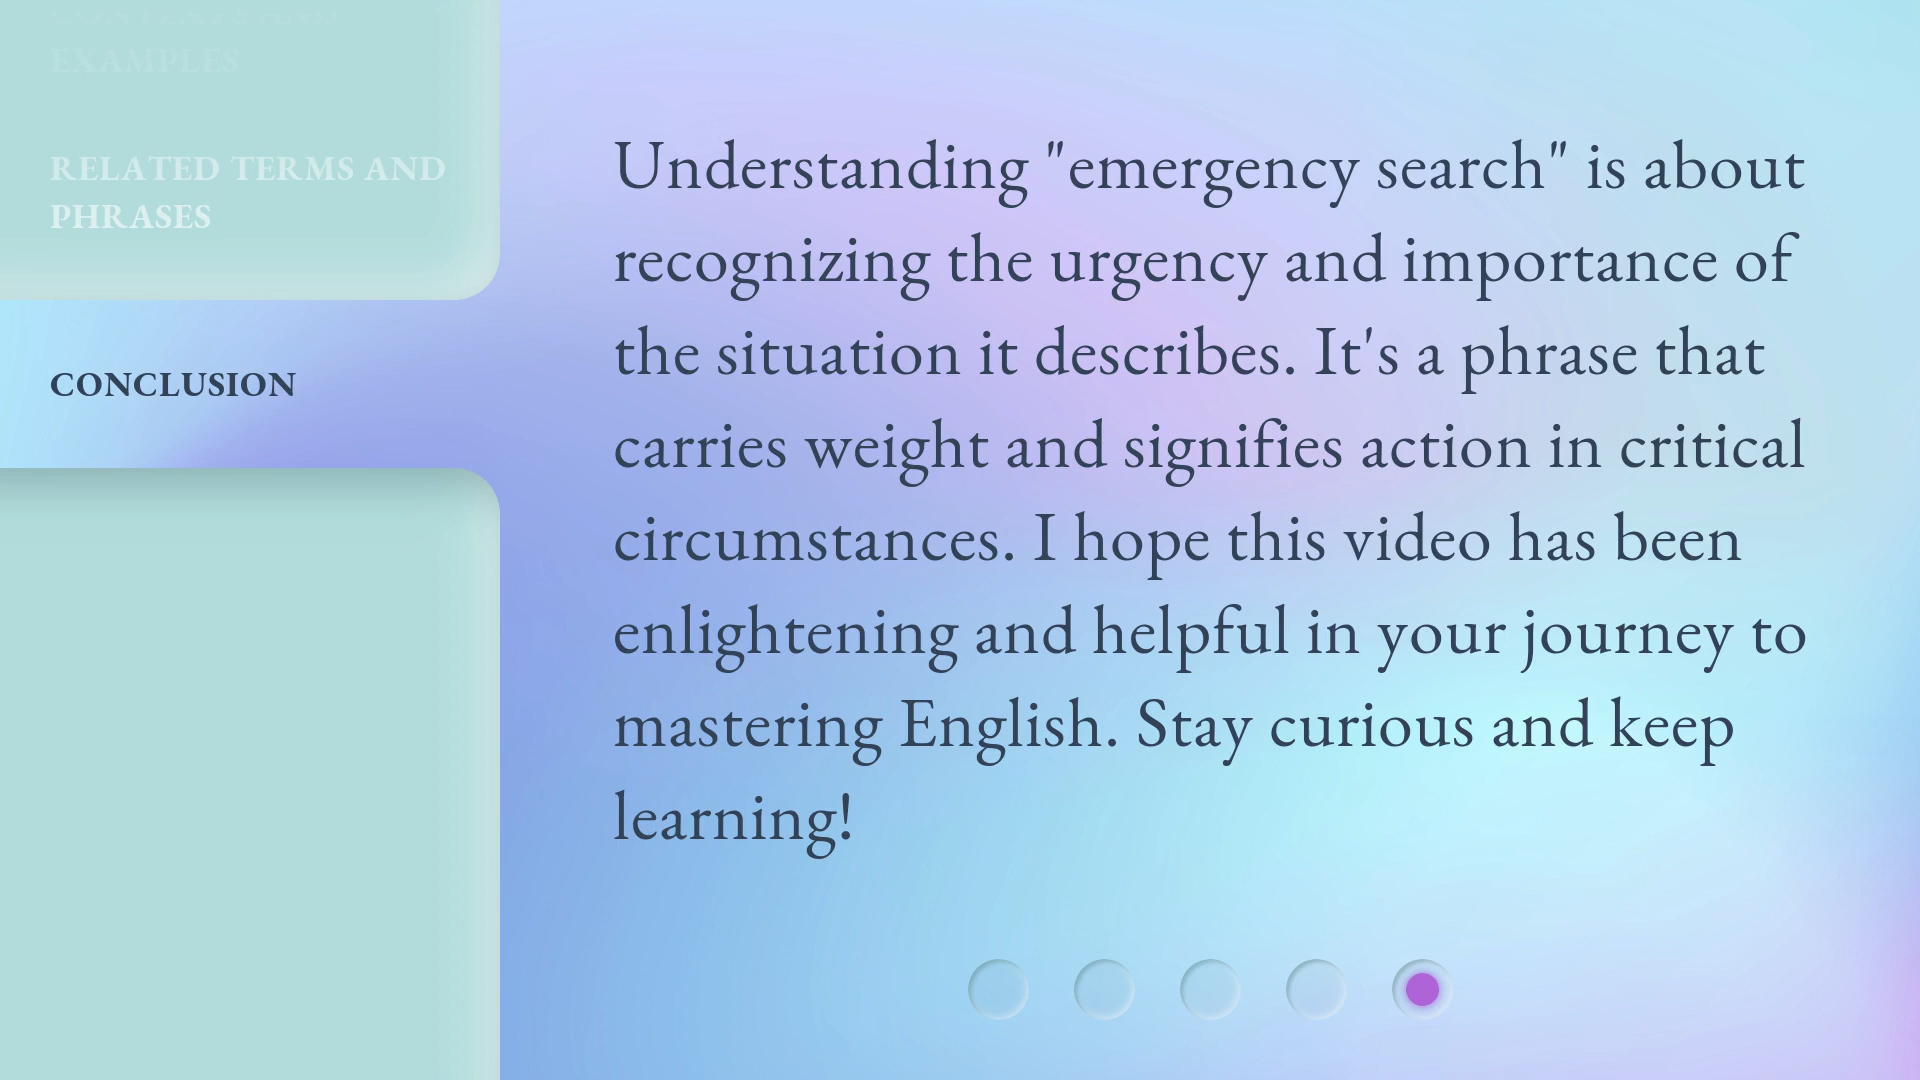 EXAMPLES
RELATED TERMS AND
PHRASES
CONCLUSION
Understanding "emergency search" is about
recognizing the urgency and importance of
the situation it describes. It's a phrase that
carries weight and signifies action in critical
circumstances. I hope this video has been
enlightening and helpful in your journey to
mastering English. Stay curious and keep
learning!